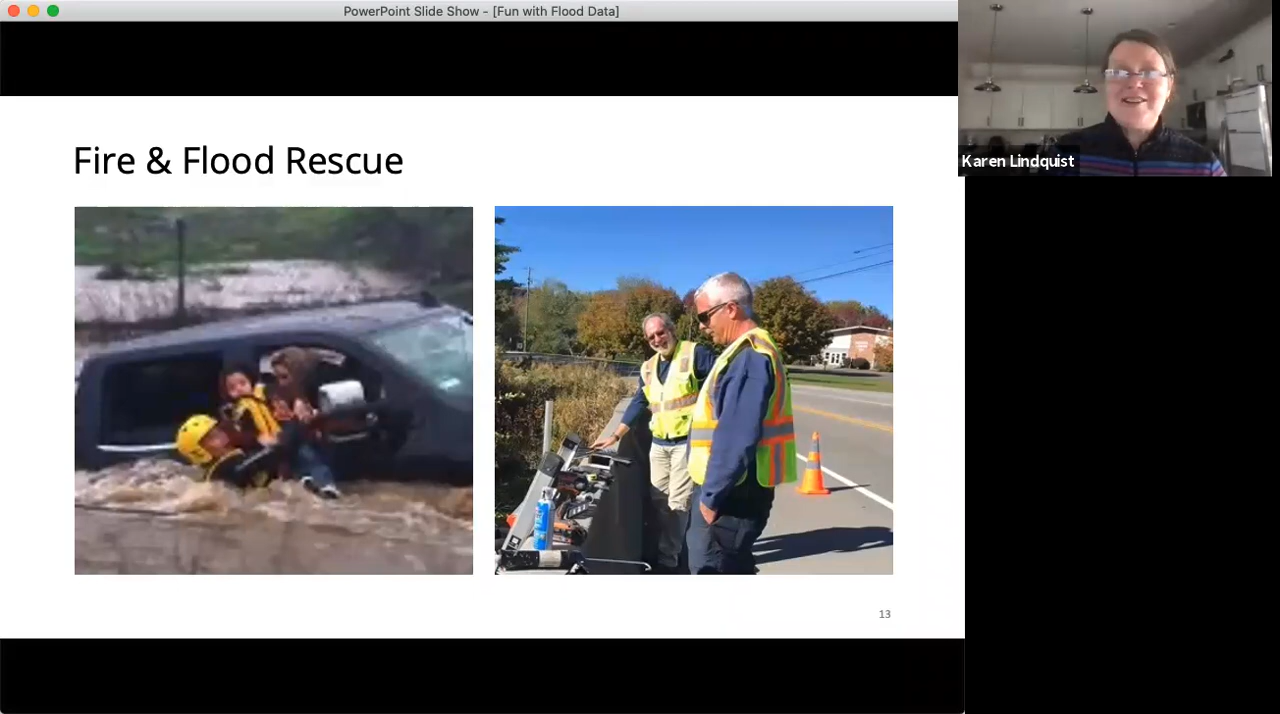 PowerPoint Slide Show - [Fun with Flood Data]
Karen Lindquist
Fire & Flood Rescue
13